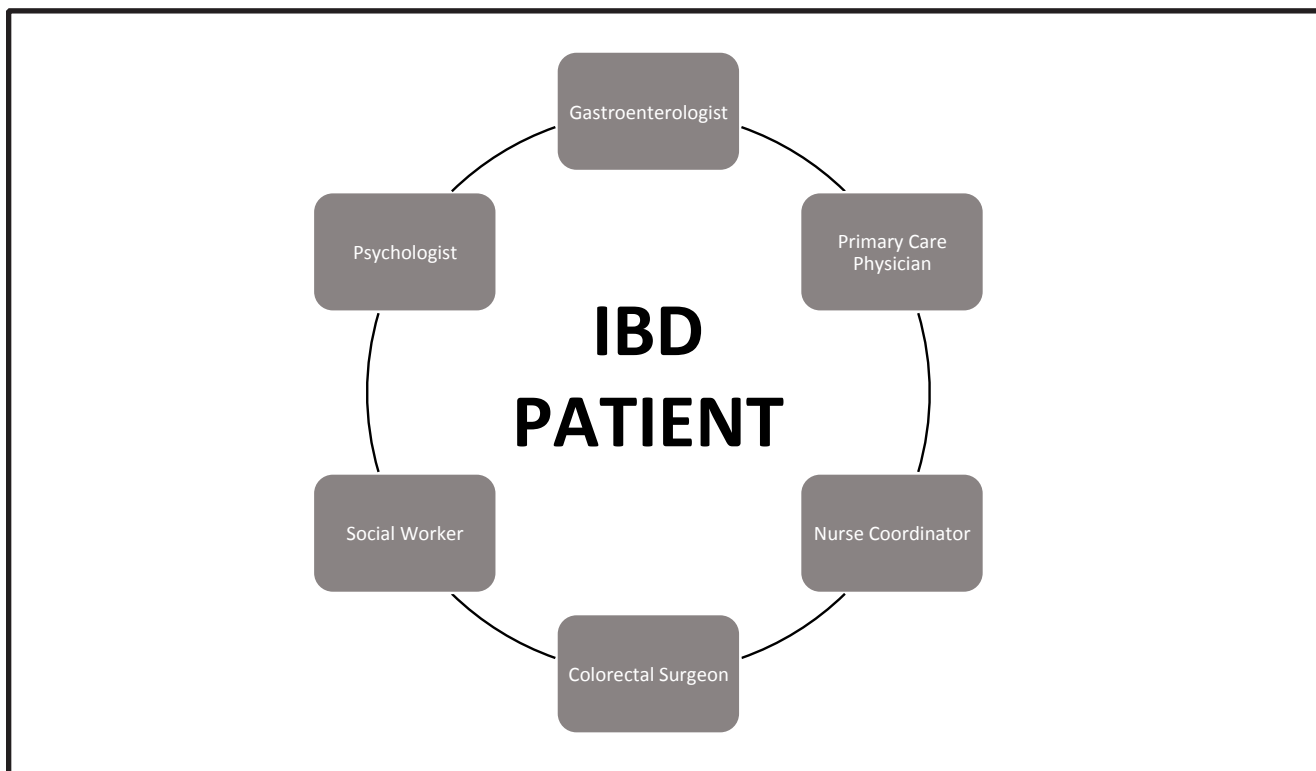 Gastroenterologist
Psychologist
Primary Care
Physician
IBD
PATIENT
Social Worker
Nurse Coordinator
Colorectal Surgeon